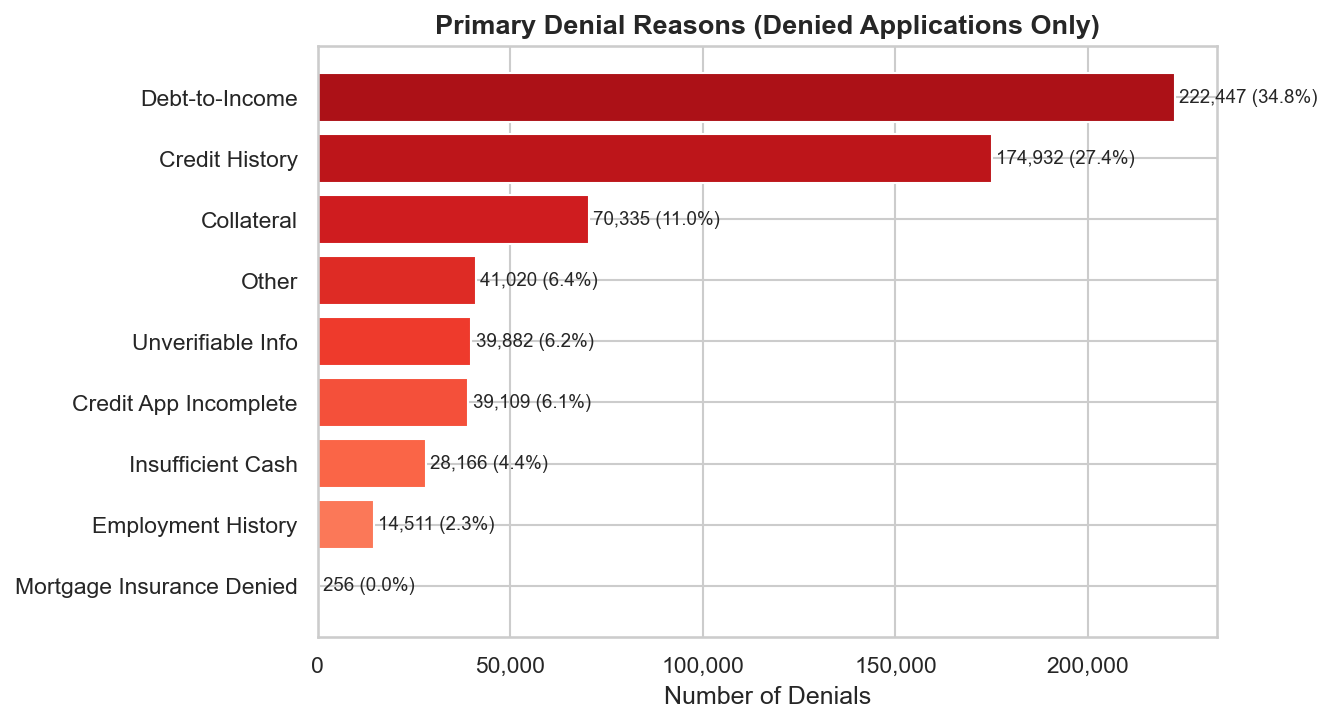 Primary Denial Reasons (Denied Applications Only)
Debt-to-Income 222,447 (34.8%)
Credit History 174,932 (27.4%)
Collateral 70,335 (11.0%)
Other 41,020 (6.4%)
Unverifiable Info 39,882 (6.2%)
Credit App Incomplete 39,109 (6.1%)
Insufficient Cash 28,166 (4.4%)
Employment History 14,511 (2.3%)
Mortgage Insurance Denied 256 (0.0%)
0 50,000 100,000 150,000 200,000
Number of Denials